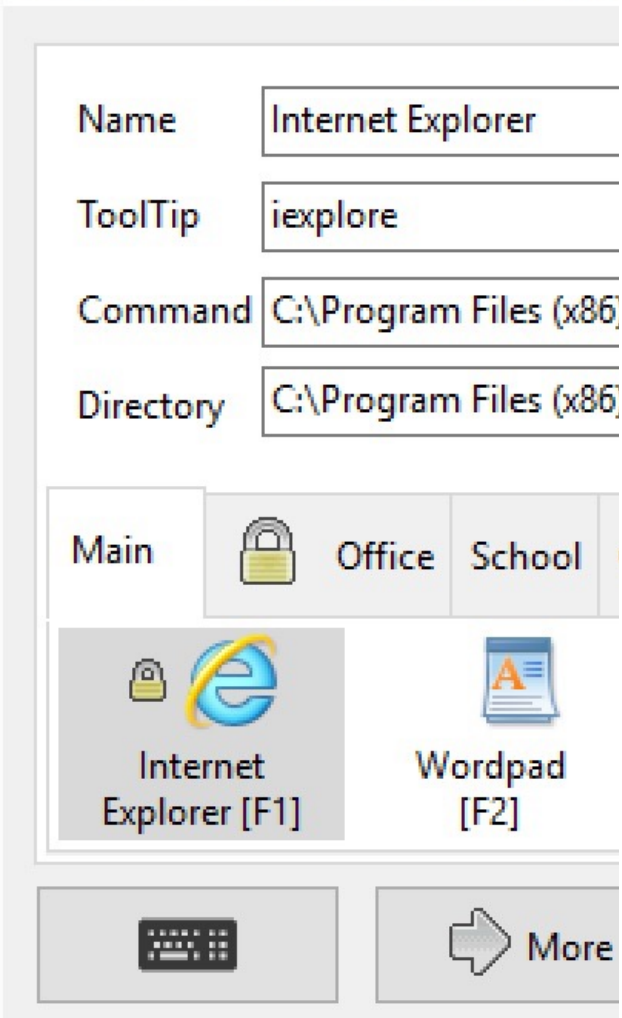 Name Internet Explorer
ToolTip iexplore
Command C:\Program Files (x86)
Directory C:\Program Files (x86)
Main Office School
Internet
Explorer [F1]
Wordpad
[F2]
More